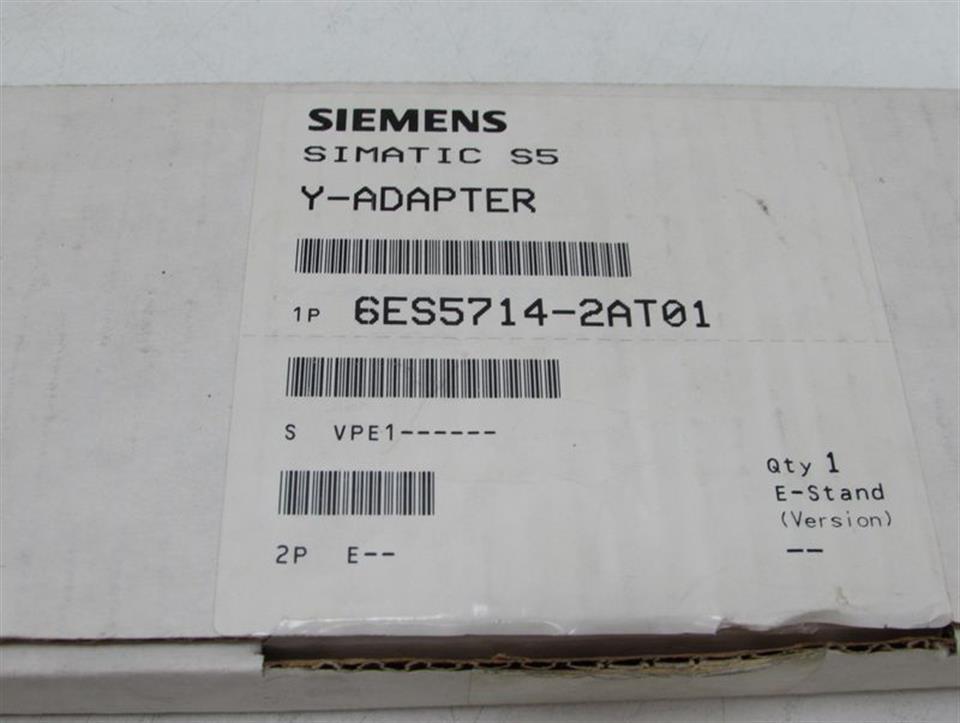 SIEMENS
SIMATIC S5
Y-ADAPTER
1P 6ES5714-2AT01
S VPE1------
Qty 1
E-Stand
(Version)
--
2P E--